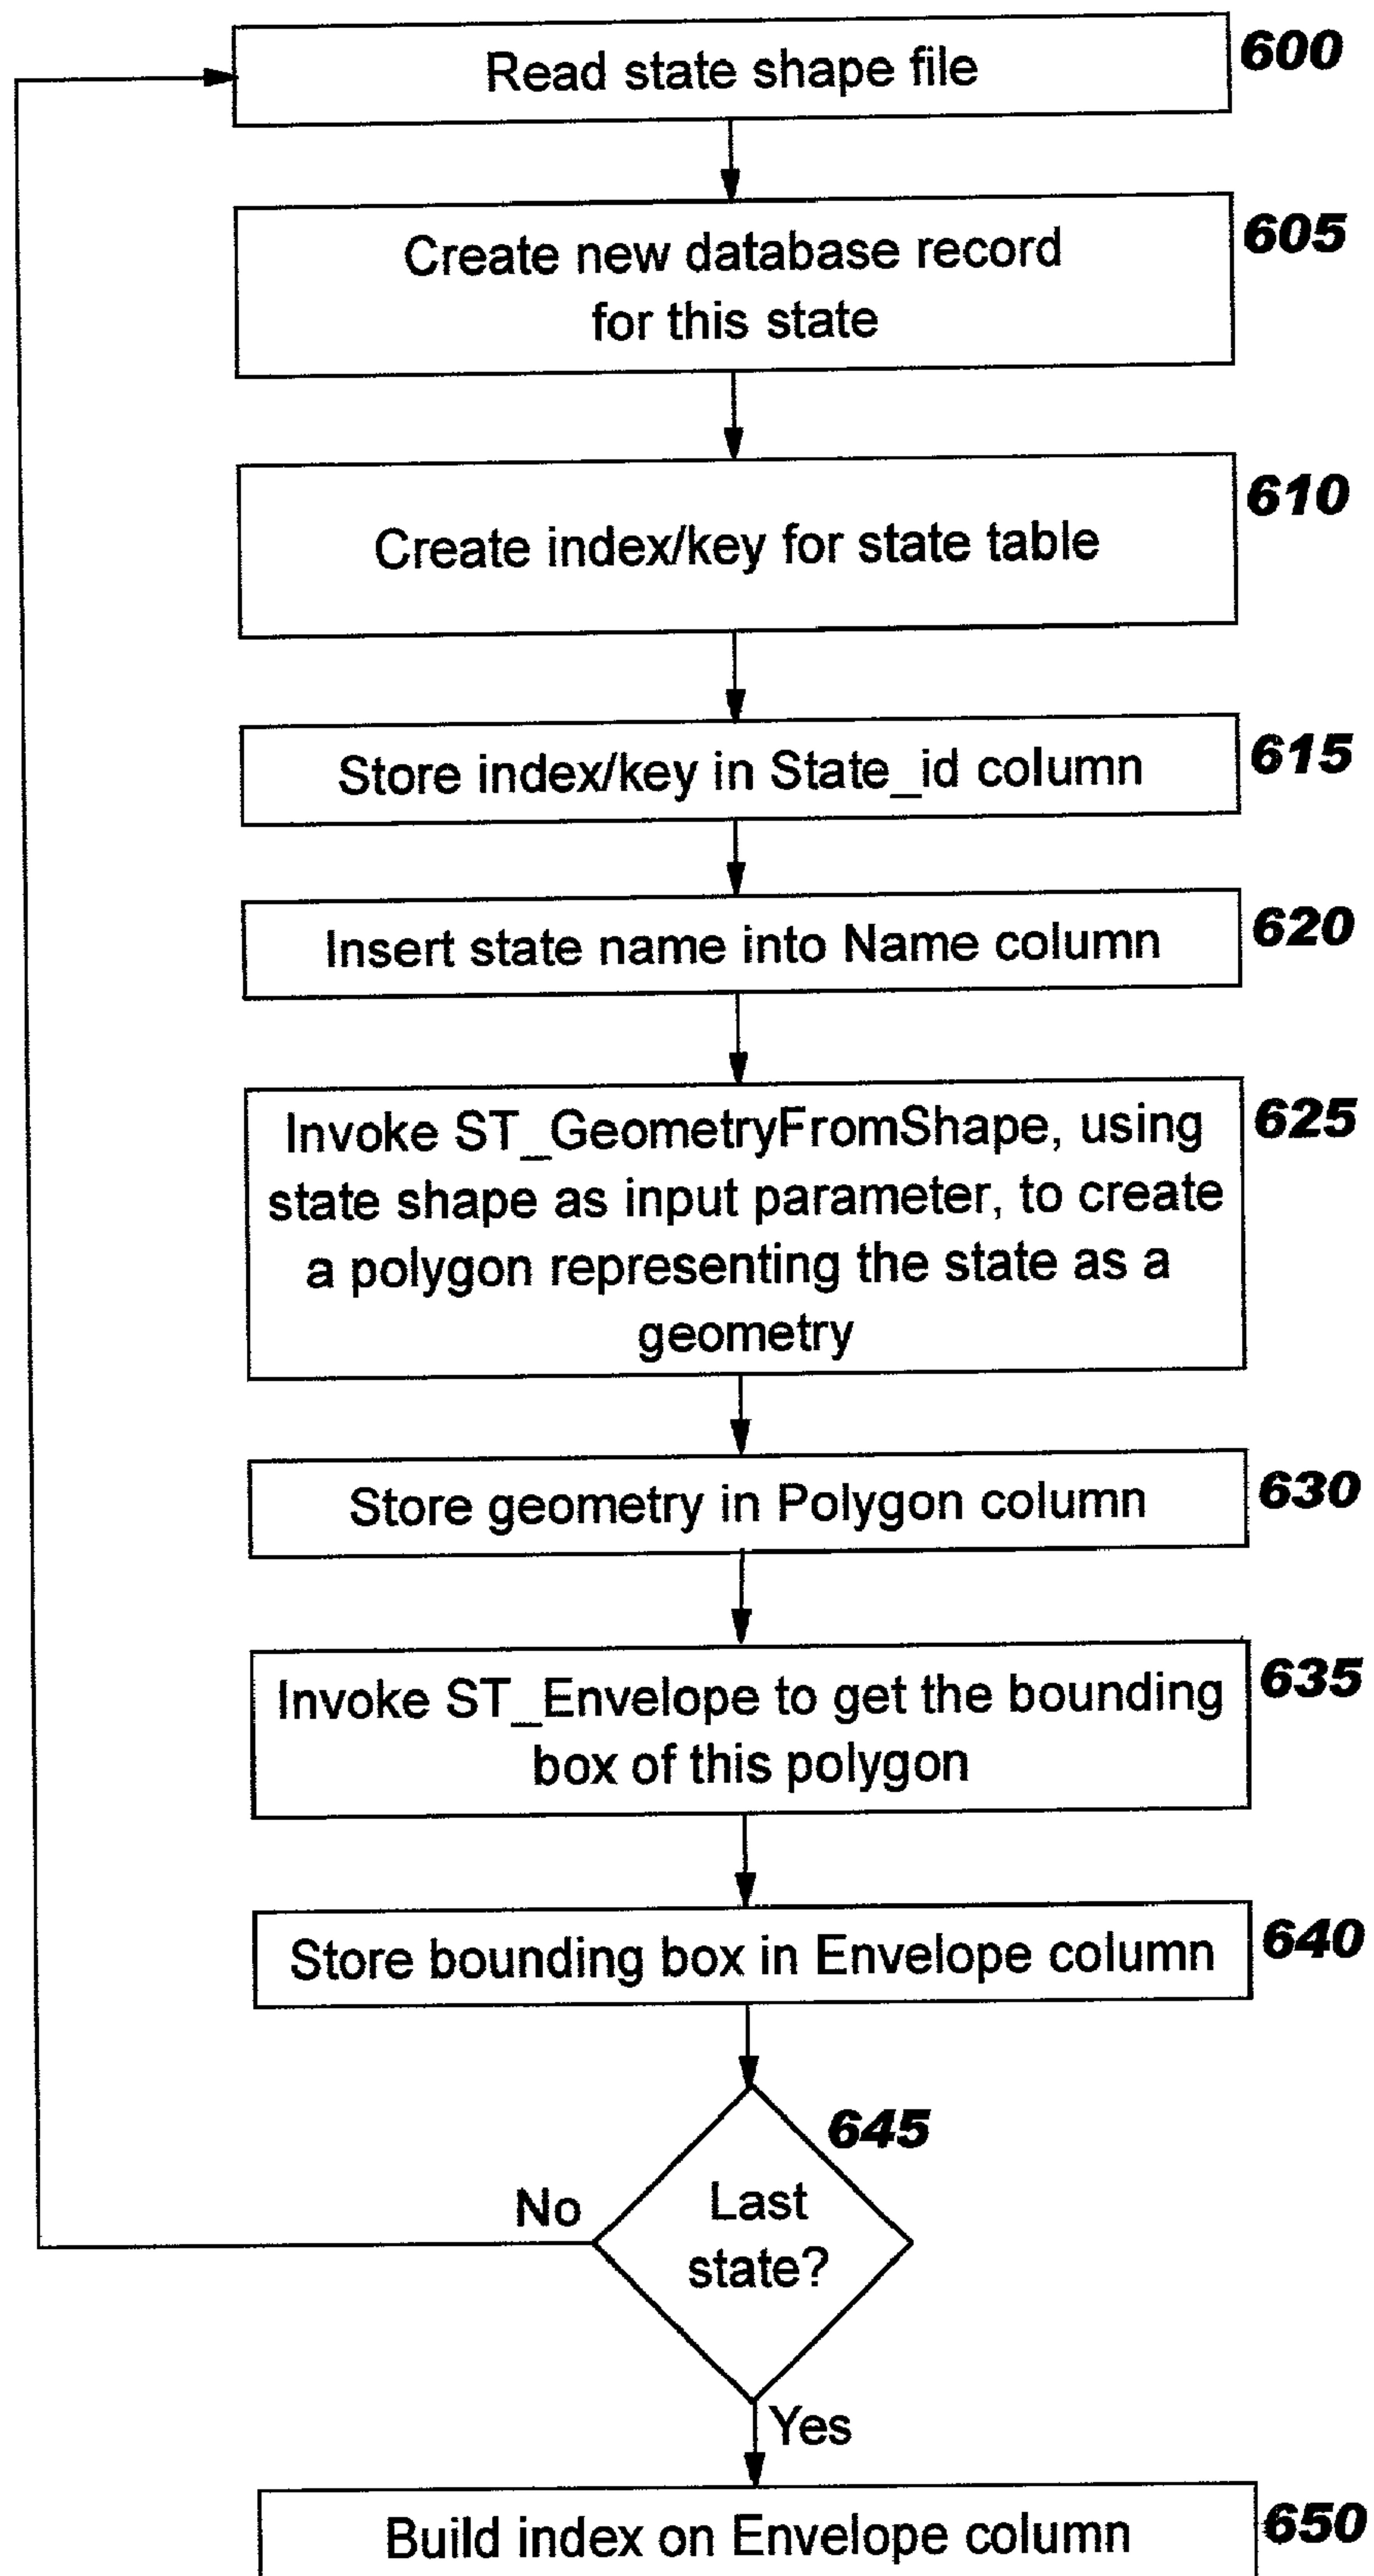 Read state shape file
600
Create new database record
for this state
605
Create index/key for state table
610
Store index/key in State_id column
615
Insert state name into Name column
620
Invoke ST_GeometryFromShape, using
state shape as input parameter, to create
a polygon representing the state as a
geometry
625
Store geometry in Polygon column
630
Invoke ST_Envelope to get the bounding
box of this polygon
635
Store bounding box in Envelope column
640
645
Last
state?
No
Yes
Build index on Envelope column
650